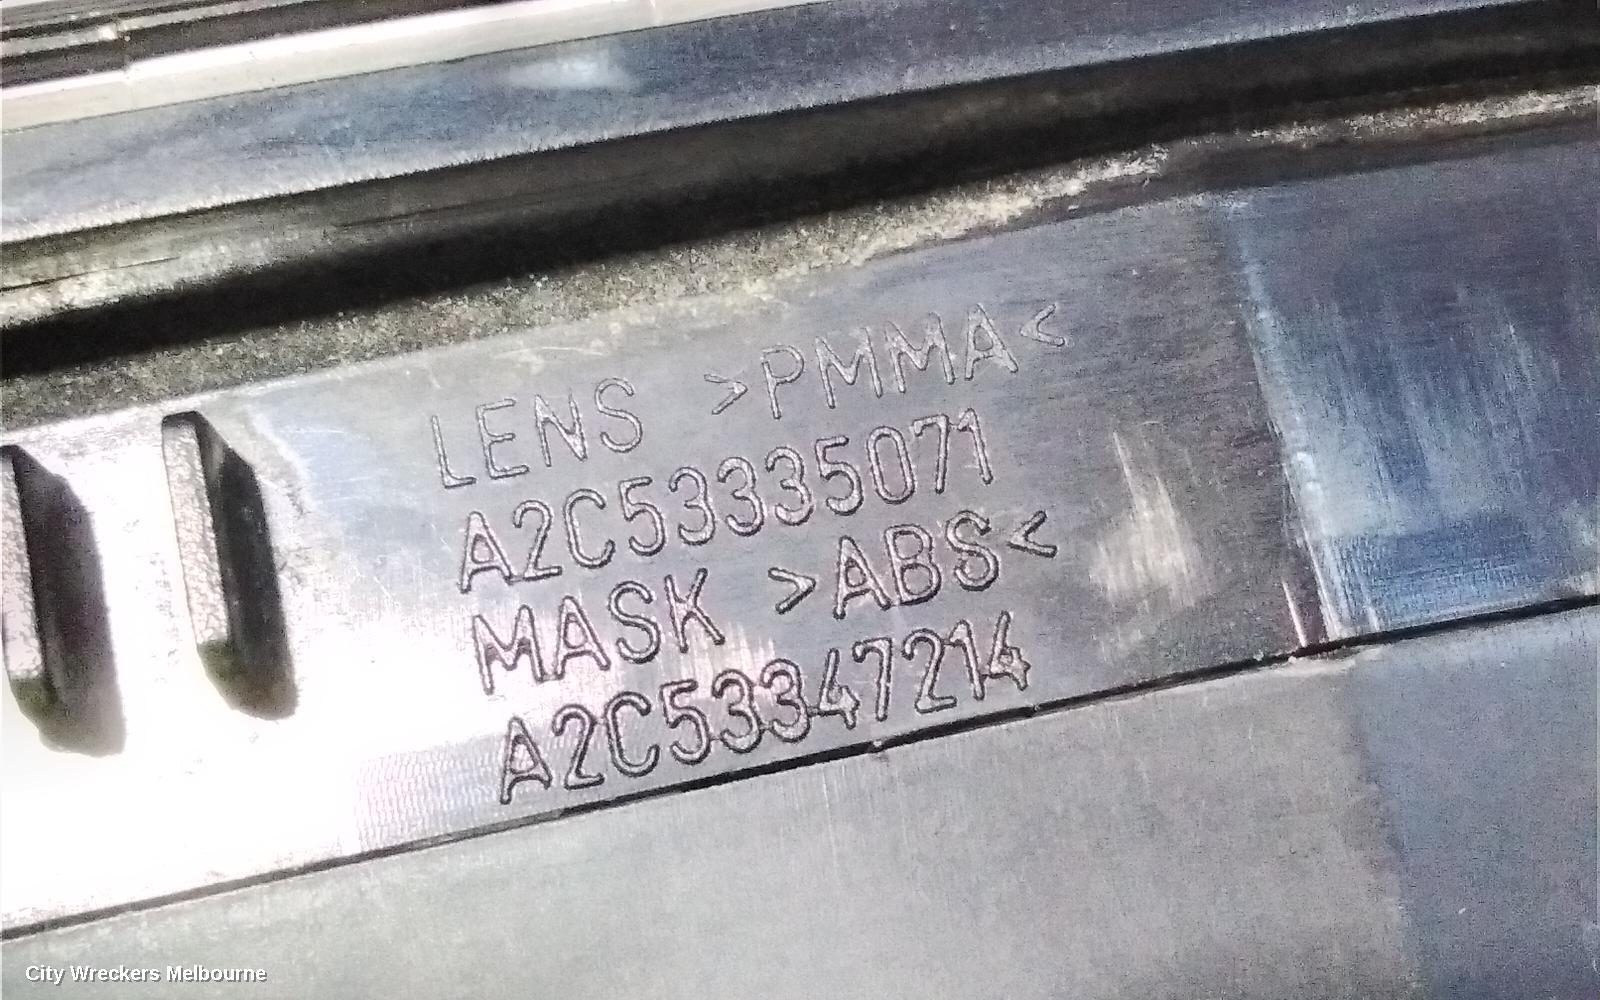 LENS >PMMA<
A2C53335071
MASK >ABS<
A2C53347214
City Wreckers Melbourne